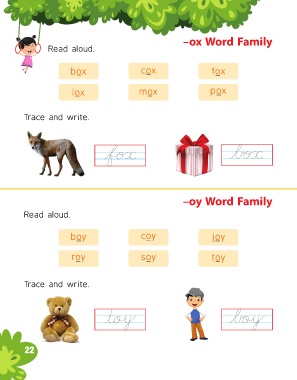 –ox Word Family
Read aloud.
box cox fox
lox mox pox
Trace and write.
fox box
–oy Word Family
Read aloud.
boy coy joy
roy soy toy
Trace and write.
toy boy
22